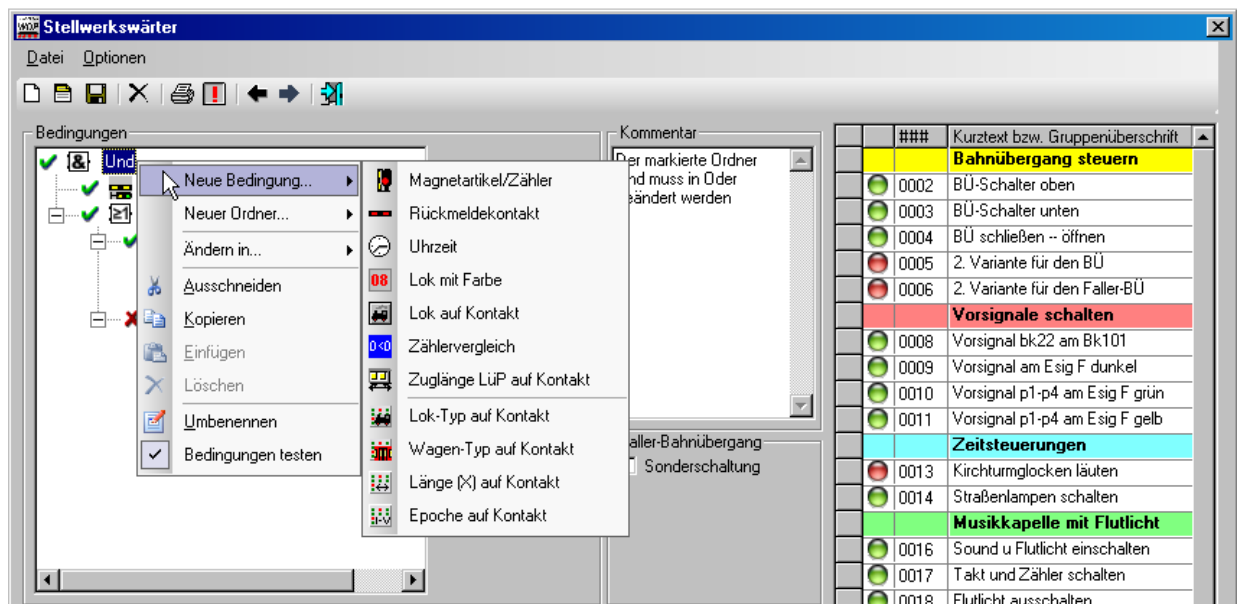 Stellwerkswärter
Datei Optionen
Bedingungen
&
Und
≥1
Neue Bedingung...
Neuer Ordner...
Ändern in...
Ausschneiden
Kopieren
Einfügen
Löschen
Umbenennen
Bedingungen testen
Magnetartikel/Zähler
Rückmeldekontakt
Uhrzeit
08 Lok mit Farbe
Lok auf Kontakt
0<0 Zählervergleich
Zuglänge LüP auf Kontakt
Lok-Typ auf Kontakt
Wagen-Typ auf Kontakt
Länge (X) auf Kontakt
II-V Epoche auf Kontakt
Kommentar
Der markierte Ordner
nd muss in Oder
eändert werden
aller-Bahnübergang
Sonderschaltung
### Kurztext bzw. Gruppenüberschrift
Bahnübergang steuern
0002 BÜ-Schalter oben
0003 BÜ-Schalter unten
0004 BÜ schließen -- öffnen
0005 2. Variante für den BÜ
0006 2. Variante für den Faller-BÜ
Vorsignale schalten
0008 Vorsignal bk22 am Bk101
0009 Vorsignal am Esig F dunkel
0010 Vorsignal p1-p4 am Esig F grün
0011 Vorsignal p1-p4 am Esig F gelb
Zeitsteuerungen
0013 Kirchturmglocken läuten
0014 Straßenlampen schalten
Musikkapelle mit Flutlicht
0016 Sound u Flutlicht einschalten
0017 Takt und Zähler schalten
0018 Flutlicht ausschalten